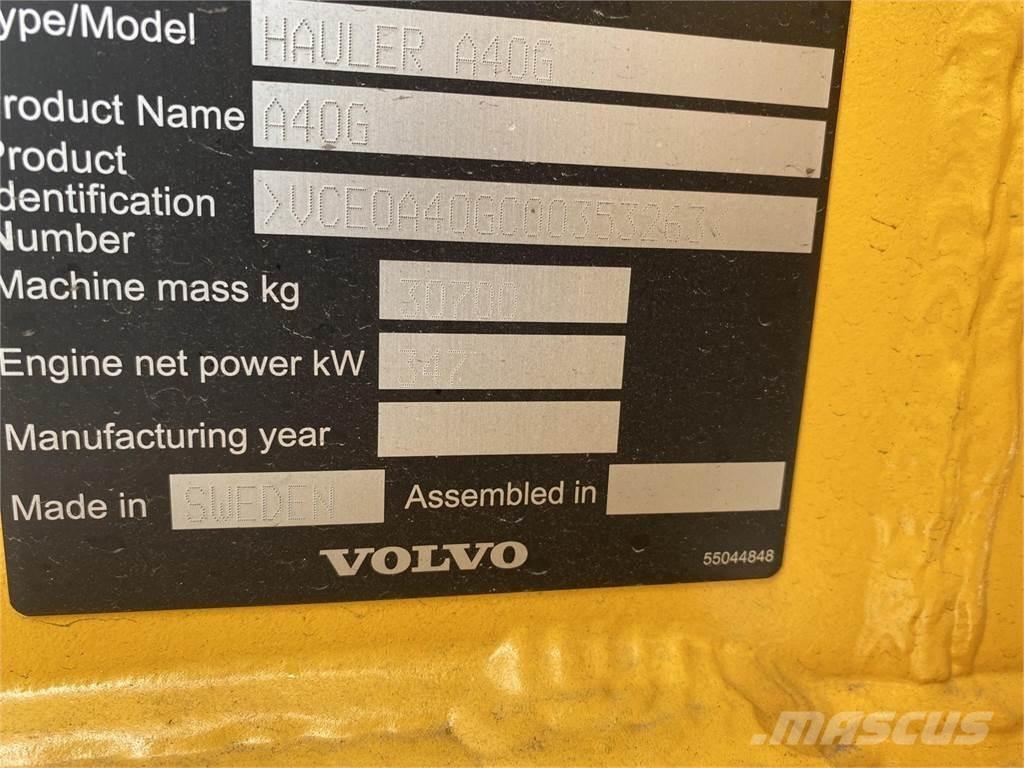 ype/Model HAULER A40G
roduct Name A40G
Product
dentification >VCE0A40GC00353263<
Number
Machine mass kg 30700
Engine net power kW 347
Manufacturing year
Made in SWEDEN Assembled in
VOLVO 55044848
MASCUS